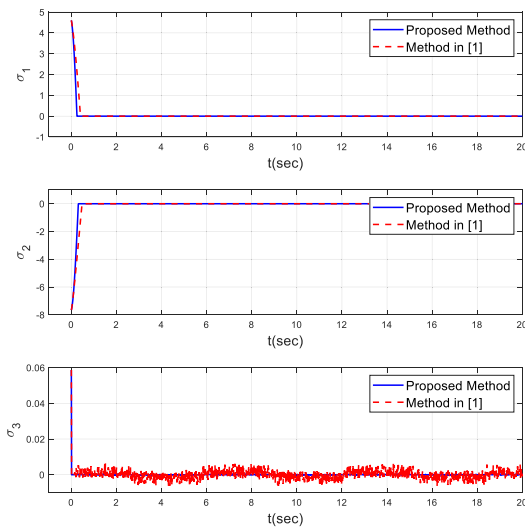 5
4
3
2
1
0
-1
σ1
Proposed Method
Method in [1]
0 2 4 6 8 10 12 14 16 18 20
t(sec)
0
-2
-4
-6
-8
σ2
Proposed Method
Method in [1]
0 2 4 6 8 10 12 14 16 18 20
t(sec)
0.06
0.04
0.02
0
σ3
Proposed Method
Method in [1]
0 2 4 6 8 10 12 14 16 18 20
t(sec)